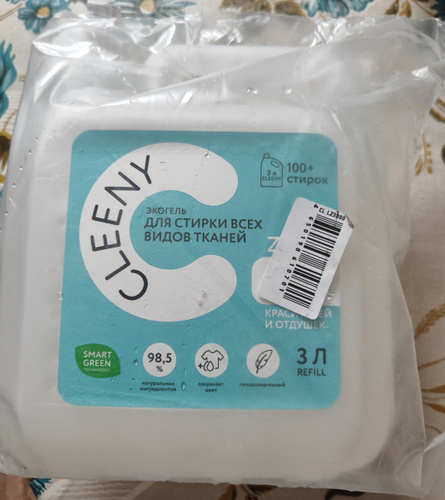 CLEENY
ЭКОГЕЛЬ
ДЛЯ СТИРКИ ВСЕХ
ВИДОВ ТКАНЕЙ
3 л
CLEENY
100+
стирок
И ОТДУШЕК
SMART
GREEN
98,5
%
натуральных
ингредиентов
сохраняет
цвет
гипоаллергенный
3 Л
REFILL